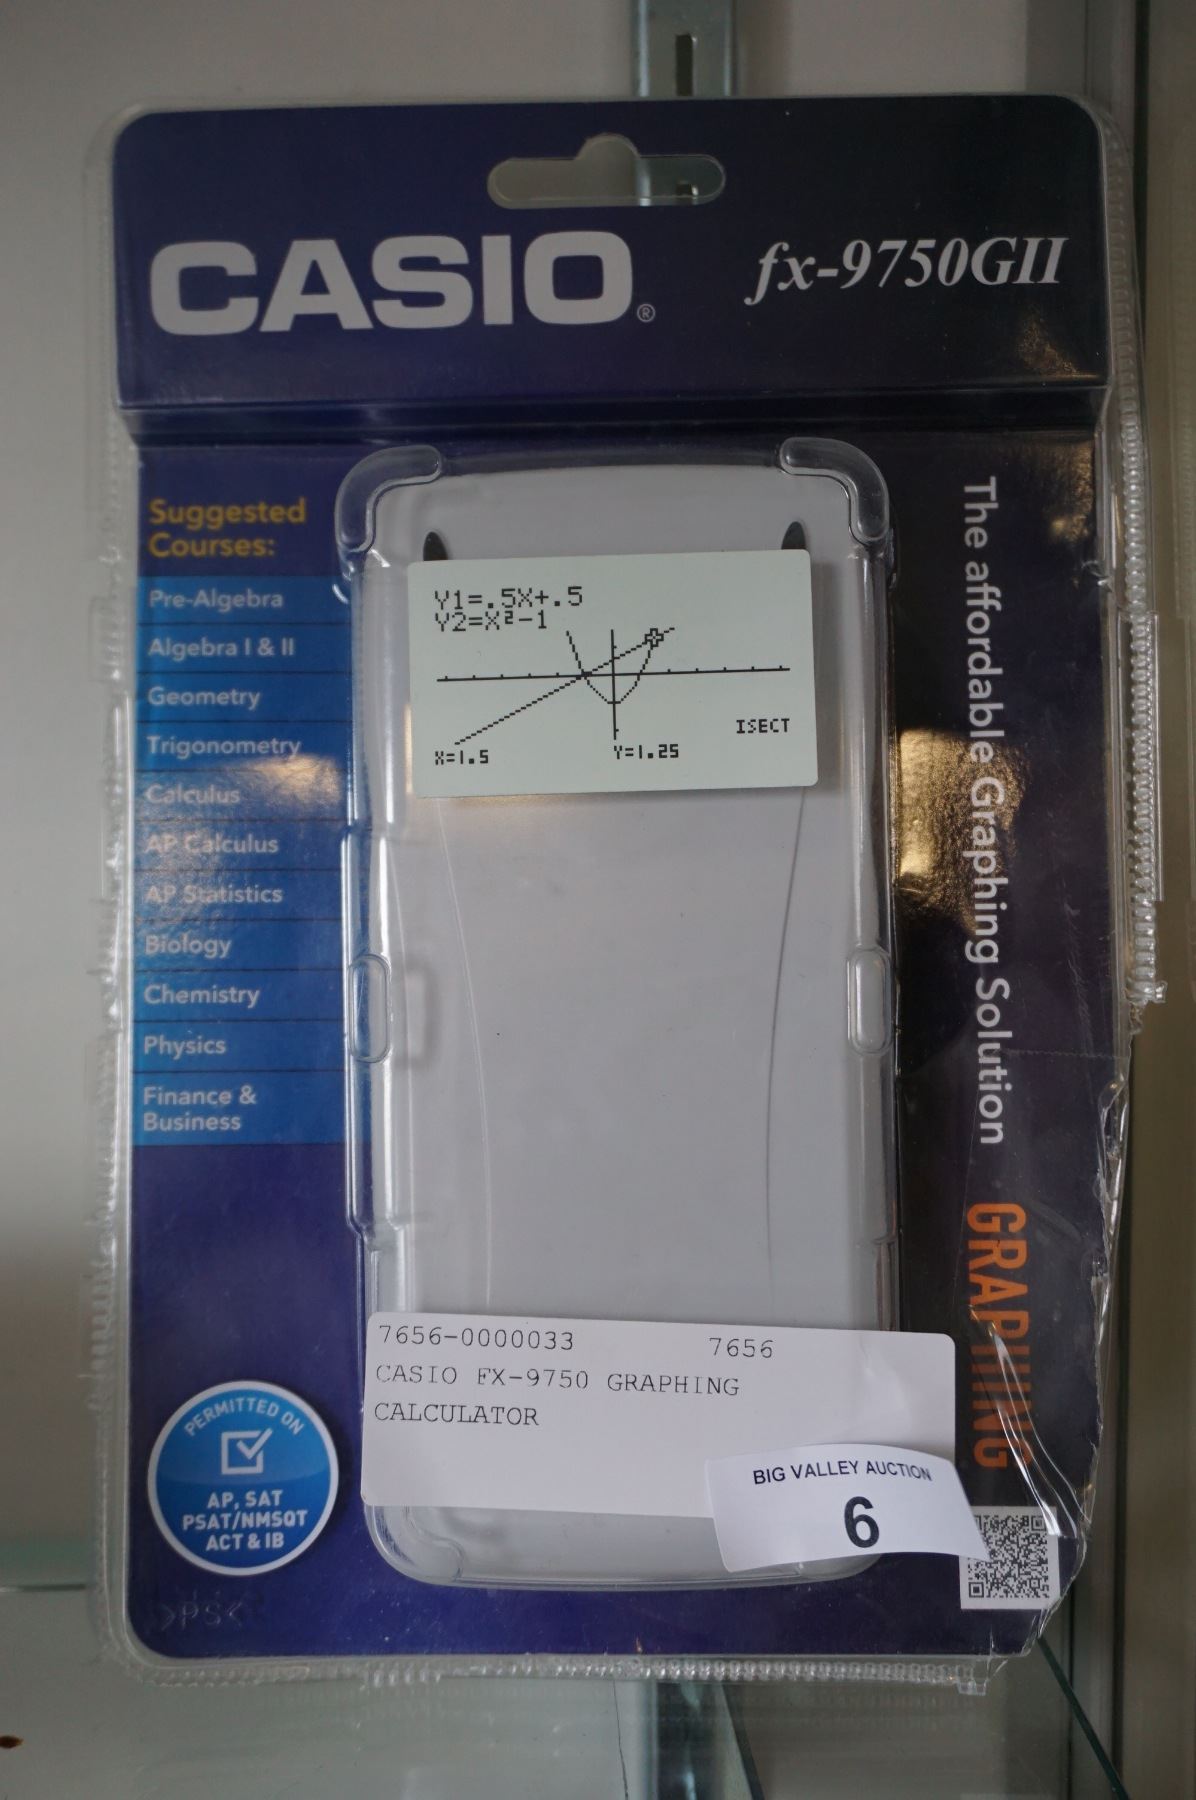 CASIO®
fx-9750GII
Suggested
Courses:
Pre-Algebra
Algebra I & II
Geometry
Trigonometry
Calculus
AP Calculus
AP Statistics
Biology
Chemistry
Physics
Finance &
Business
Y1=.5X+.5
Y2=X²-1
ISECT
X=1.5 Y=1.25
The affordable Graphing Solution
GRAPHING
7656-0000033 7656
CASIO FX-9750 GRAPHING
CALCULATOR
BIG VALLEY AUCTION
6
PERMITTED ON
AP, SAT
PSAT/NMSQT
ACT & IB
>PS<